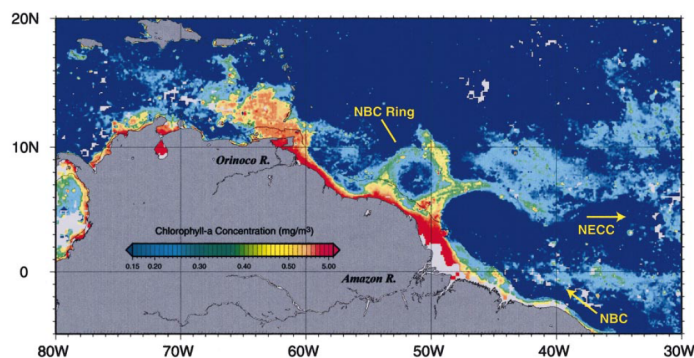 20N
NBC Ring
10N
Orinoco R.
Chlorophyll-a Concentration (mg/m³)
NECC
0.15 0.20 0.30 0.40 0.50 5.00
0
Amazon R.
NBC
80W 70W 60W 50W 40W 30W